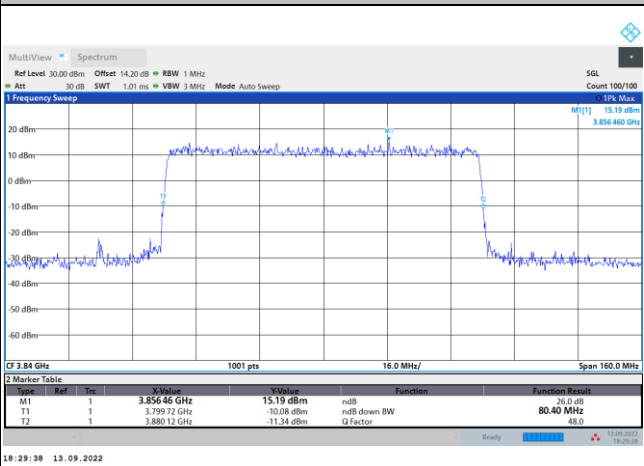 MultiView Spectrum
Ref Level 30.00 dBm Offset 14.20 dB RBW 1 MHz SGL
Att 30 dB SWT 1.01 ms VBW 3 MHz Mode Auto Sweep Count 100/100
1 Frequency Sweep 1Pk Max
M1[1] 15.19 dBm
3.856 460 GHz
20 dBm
M1
10 dBm
0 dBm
T1 T2
-10 dBm
-20 dBm
-30 dBm
-40 dBm
-50 dBm
-60 dBm
CF 3.84 GHz 1001 pts 16.0 MHz/ Span 160.0 MHz
2 Marker Table
Type Ref Trc X-Value Y-Value Function Function Result
M1 1 3.856 46 GHz 15.19 dBm ndB 26.0 dB
T1 1 3.799 72 GHz -10.08 dBm ndB down BW 80.40 MHz
T2 1 3.880 12 GHz -11.34 dBm Q Factor 48.0
Ready 13.09.2022
18:29:38
18:29:38 13.09.2022